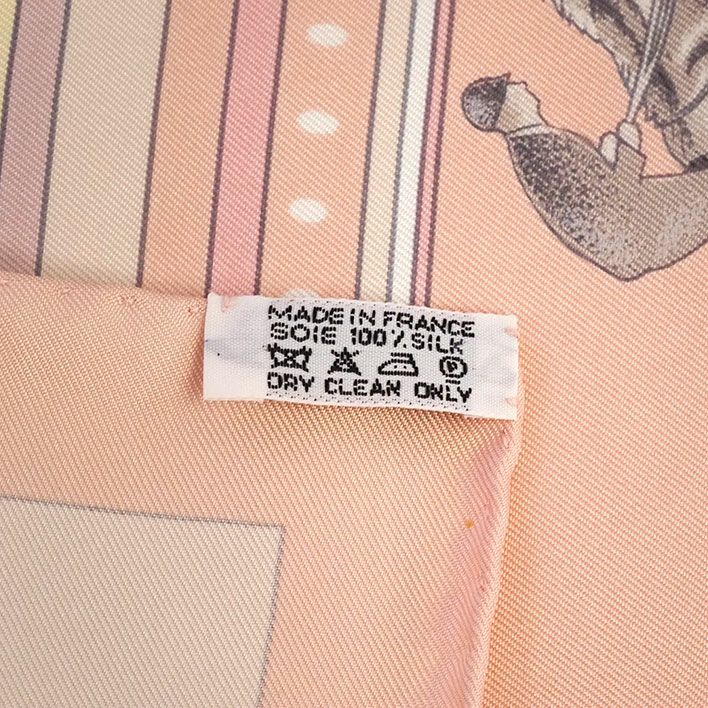 MADE IN FRANCE
SOIE 100% SILK
DRY CLEAN ONLY